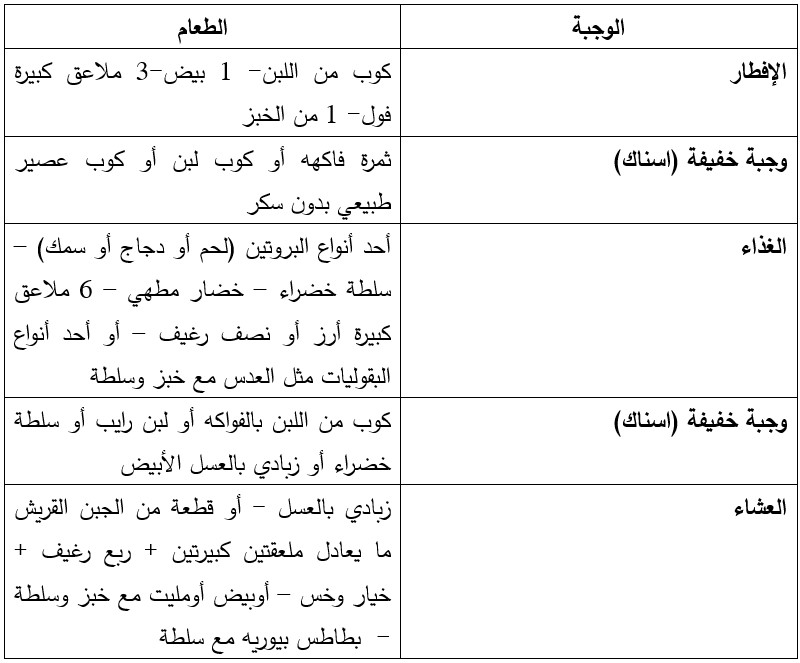 الوجبة
الطعام
الإفطار
كوب من اللبن- 1 بيض-3 ملاعق كبيرة
فول- 1 من الخبز
وجبة خفيفة (اسناك)
ثمرة فاكهه أو كوب لبن أو كوب عصير
طبيعي بدون سكر
الغذاء
أحد أنواع البروتين (لحم أو دجاج أو سمك) –
سلطة خضراء – خضار مطهي – 6 ملاعق
كبيرة أرز أو نصف رغيف – أو أحد أنواع
البقوليات مثل العدس مع خبز وسلطة
وجبة خفيفة (اسناك)
كوب من اللبن بالفواكه أو لبن رايب أو سلطة
خضراء أو زبادي بالعسل الأبيض
العشاء
زبادي بالعسل – أو قطعة من الجبن القريش
ما يعادل ملعقتين كبيرتين + ربع رغيف +
خيار وخس – أوبيض أومليت مع خبز وسلطة
– بطاطس بيوريه مع سلطة